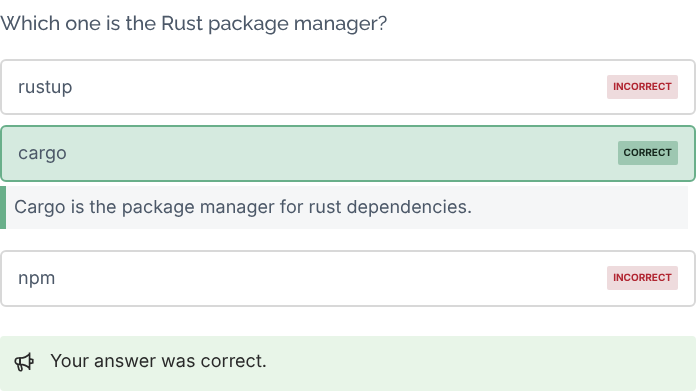 Which one is the Rust package manager?
rustup INCORRECT
cargo CORRECT
Cargo is the package manager for rust dependencies.
npm INCORRECT
Your answer was correct.